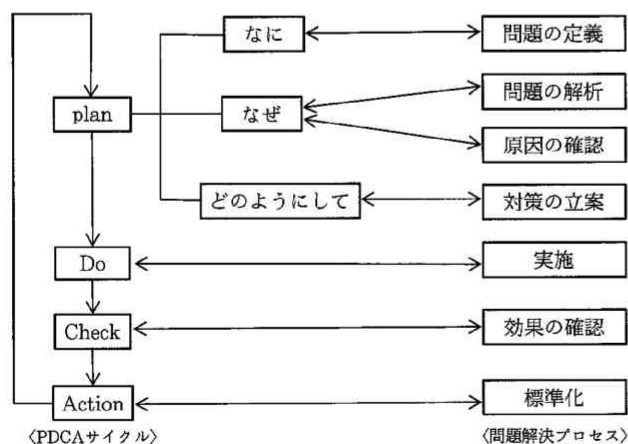 なに
問題の定義
plan
なぜ
問題の解析
原因の確認
どのようにして
対策の立案
Do
実施
Check
効果の確認
Action
標準化
〈PDCAサイクル〉
〈問題解決プロセス〉